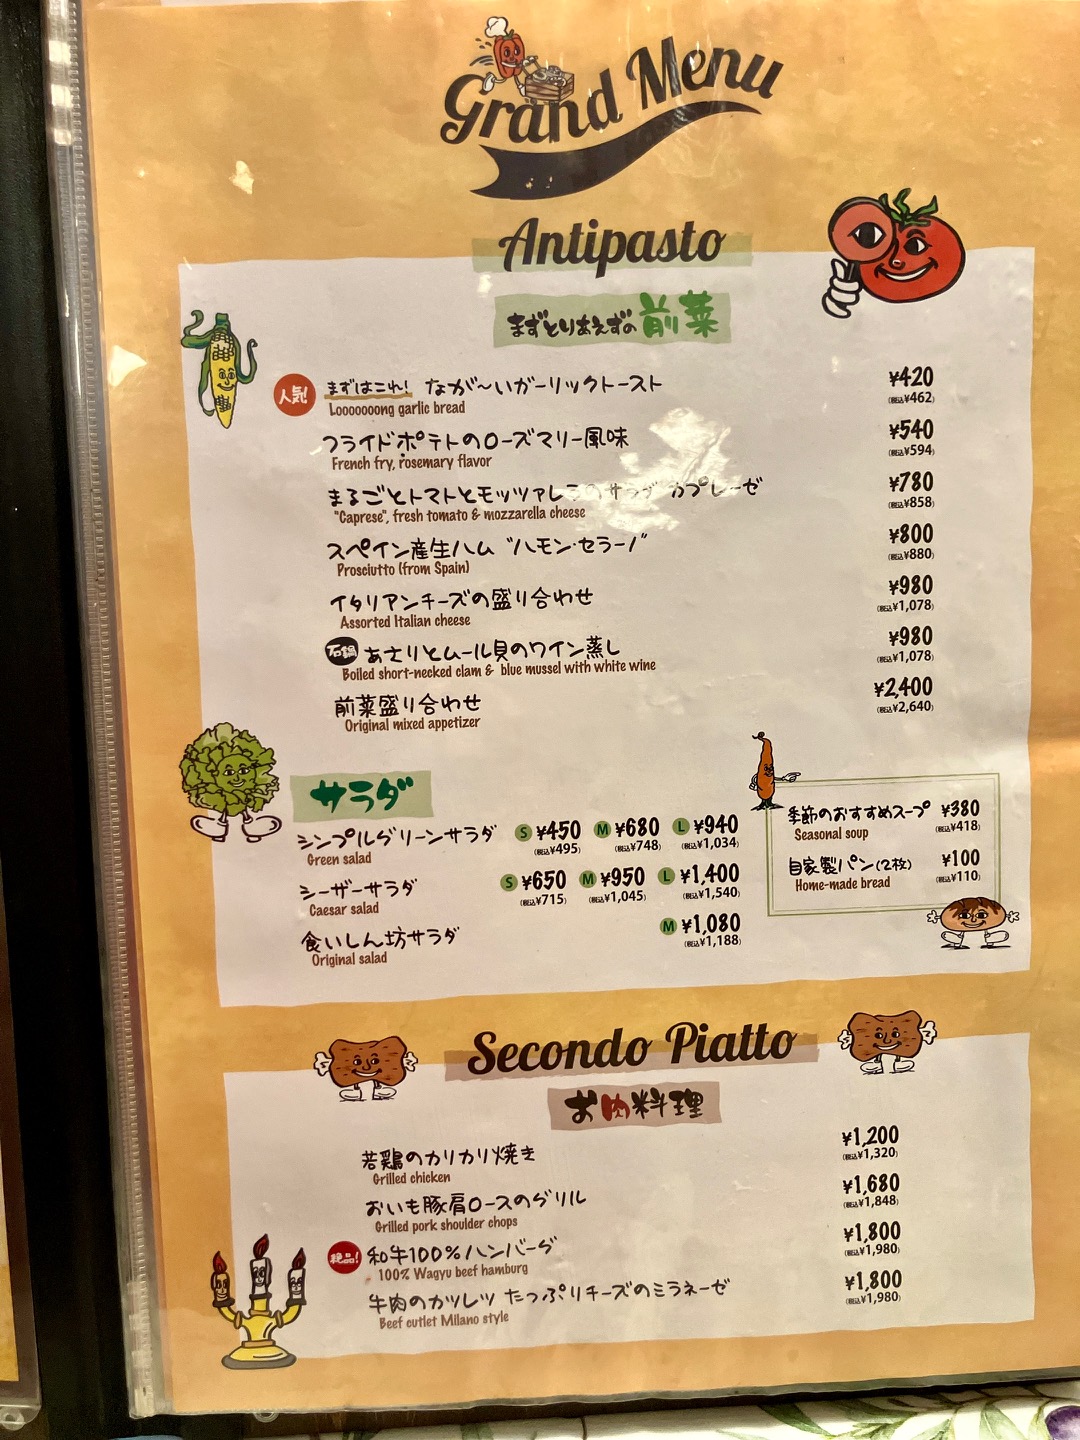 Grand Menu
Antipasto
まずとりあえずの前菜
人気! まずはこれ! なが〜いガーリックトースト ¥420
Looooooong garlic bread (税込¥462)
フライドポテトのローズマリー風味 ¥540
French fry, rosemary flavor (税込¥594)
まるごとトマトとモッツァレラのサラダ カプレーゼ ¥780
"Caprese", fresh tomato & mozzarella cheese (税込¥858)
スペイン産生ハム "ハモン・セラーノ" ¥800
Prosciutto (from Spain) (税込¥880)
イタリアンチーズの盛り合わせ ¥980
Assorted Italian cheese (税込¥1,078)
石鍋 あさりとムール貝のワイン蒸し ¥980
Boiled short-necked clam & blue mussel with white wine (税込¥1,078)
前菜盛り合わせ ¥2,400
Original mixed appetizer (税込¥2,640)
サラダ
シンプルグリーンサラダ S ¥450 M ¥680 L ¥940
Green salad (税込¥495) (税込¥748) (税込¥1,034)
シーザーサラダ S ¥650 M ¥950 L ¥1,400
Caesar salad (税込¥715) (税込¥1,045) (税込¥1,540)
食いしん坊サラダ M ¥1,080
Original salad (税込¥1,188)
季節のおすすめスープ ¥380
Seasonal soup (税込¥418)
自家製パン(2枚) ¥100
Home-made bread (税込¥110)
Secondo Piatto
お肉料理
若鶏のカリカリ焼き ¥1,200
Grilled chicken (税込¥1,320)
おいも豚肩ロースのグリル ¥1,680
Grilled pork shoulder chops (税込¥1,848)
絶品! 和牛100%ハンバーグ ¥1,800
100% Wagyu beef hamburg (税込¥1,980)
牛肉のカツレツ たっぷりチーズのミラネーゼ ¥1,800
Beef cutlet Milano style (税込¥1,980)